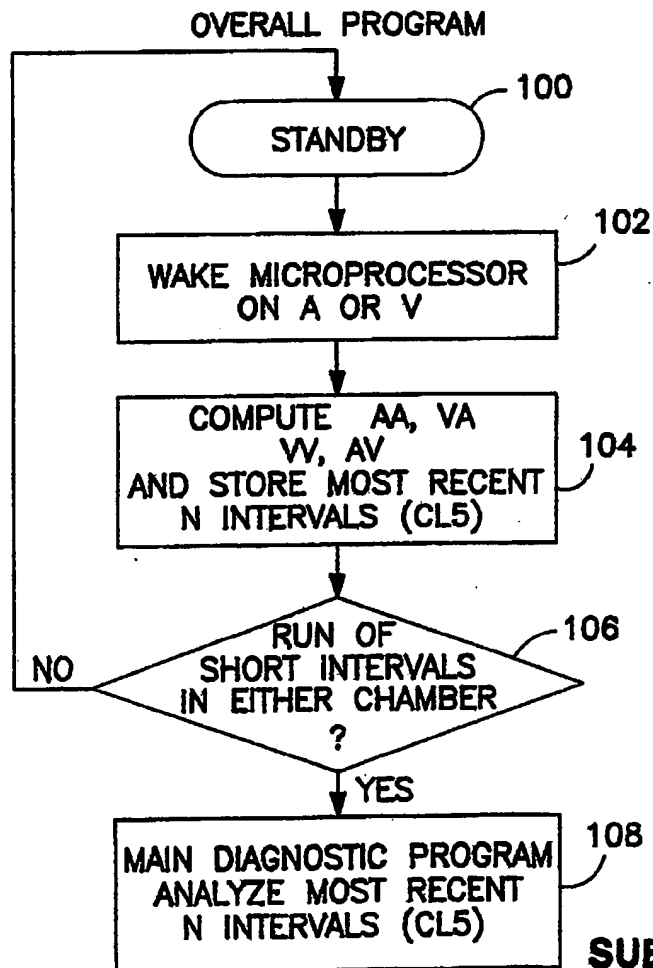 OVERALL PROGRAM
100
STANDBY
102
WAKE MICROPROCESSOR
ON A OR V
COMPUTE AA, VA
VV, AV
AND STORE MOST RECENT
N INTERVALS (CL5)
104
RUN OF
SHORT INTERVALS
IN EITHER CHAMBER
?
106
NO
YES
MAIN DIAGNOSTIC PROGRAM
ANALYZE MOST RECENT
N INTERVALS (CL5)
108
SUB